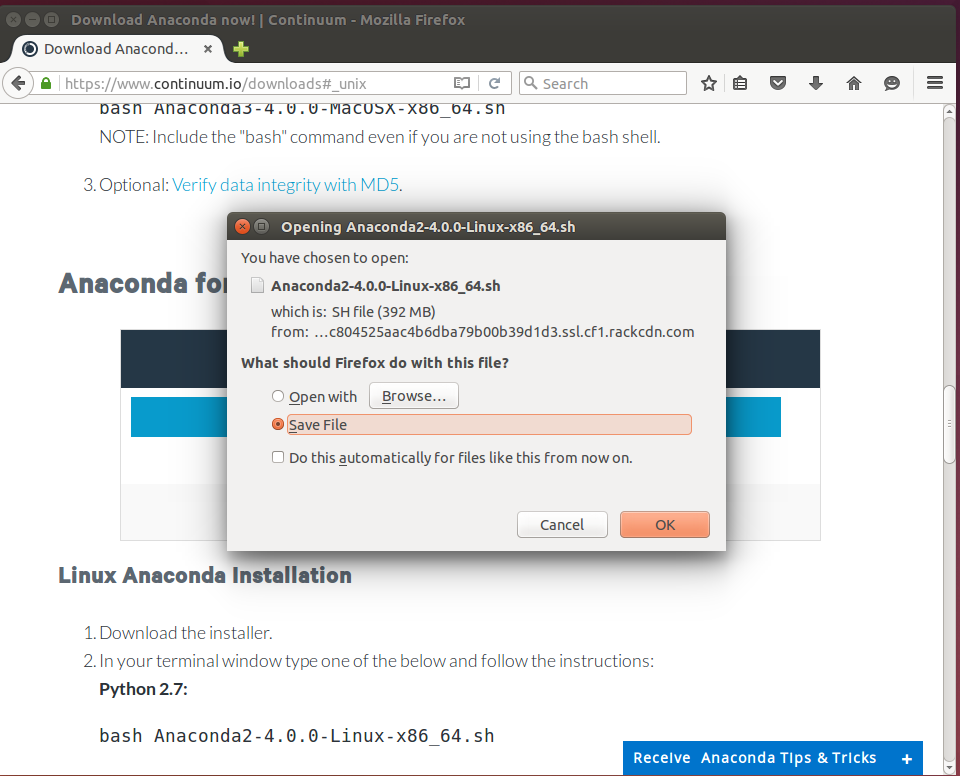 Download Anaconda now! | Continuum - Mozilla Firefox
Download Anacond...
https://www.continuum.io/downloads#_unix
Search
bash Anaconda3-4.0.0-MacOSX-x86_64.sh
NOTE: Include the "bash" command even if you are not using the bash shell.
3. Optional: Verify data integrity with MD5.
Opening Anaconda2-4.0.0-Linux-x86_64.sh
You have chosen to open:
Anaconda2-4.0.0-Linux-x86_64.sh
which is: SH file (392 MB)
from: ...c804525aac4b6dba79b00b39d1d3.ssl.cf1.rackcdn.com
What should Firefox do with this file?
Open with Browse...
Save File
Do this automatically for files like this from now on.
Cancel OK
Anaconda for
Linux Anaconda Installation
1. Download the installer.
2. In your terminal window type one of the below and follow the instructions:
Python 2.7:
bash Anaconda2-4.0.0-Linux-x86_64.sh
Receive Anaconda Tips & Tricks +